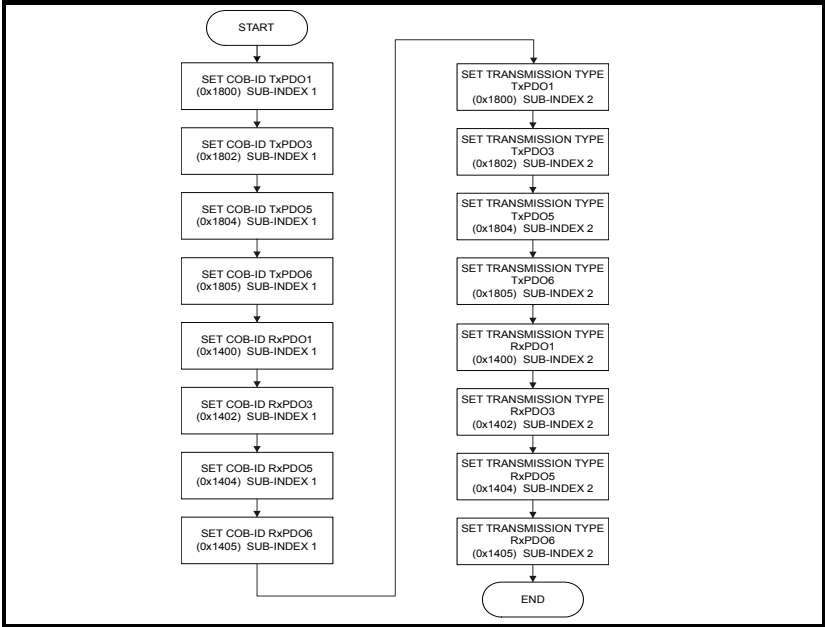 START
SET COB-ID TxPDO1
(0x1800) SUB-INDEX 1
SET COB-ID TxPDO3
(0x1802) SUB-INDEX 1
SET COB-ID TxPDO5
(0x1804) SUB-INDEX 1
SET COB-ID TxPDO6
(0x1805) SUB-INDEX 1
SET COB-ID RxPDO1
(0x1400) SUB-INDEX 1
SET COB-ID RxPDO3
(0x1402) SUB-INDEX 1
SET COB-ID RxPDO5
(0x1404) SUB-INDEX 1
SET COB-ID RxPDO6
(0x1405) SUB-INDEX 1
SET TRANSMISSION TYPE
TxPDO1
(0x1800) SUB-INDEX 2
SET TRANSMISSION TYPE
TxPDO3
(0x1802) SUB-INDEX 2
SET TRANSMISSION TYPE
TxPDO5
(0x1804) SUB-INDEX 2
SET TRANSMISSION TYPE
TxPDO6
(0x1805) SUB-INDEX 2
SET TRANSMISSION TYPE
RxPDO1
(0x1400) SUB-INDEX 2
SET TRANSMISSION TYPE
RxPDO3
(0x1402) SUB-INDEX 2
SET TRANSMISSION TYPE
RxPDO5
(0x1404) SUB-INDEX 2
SET TRANSMISSION TYPE
RxPDO6
(0x1405) SUB-INDEX 2
END